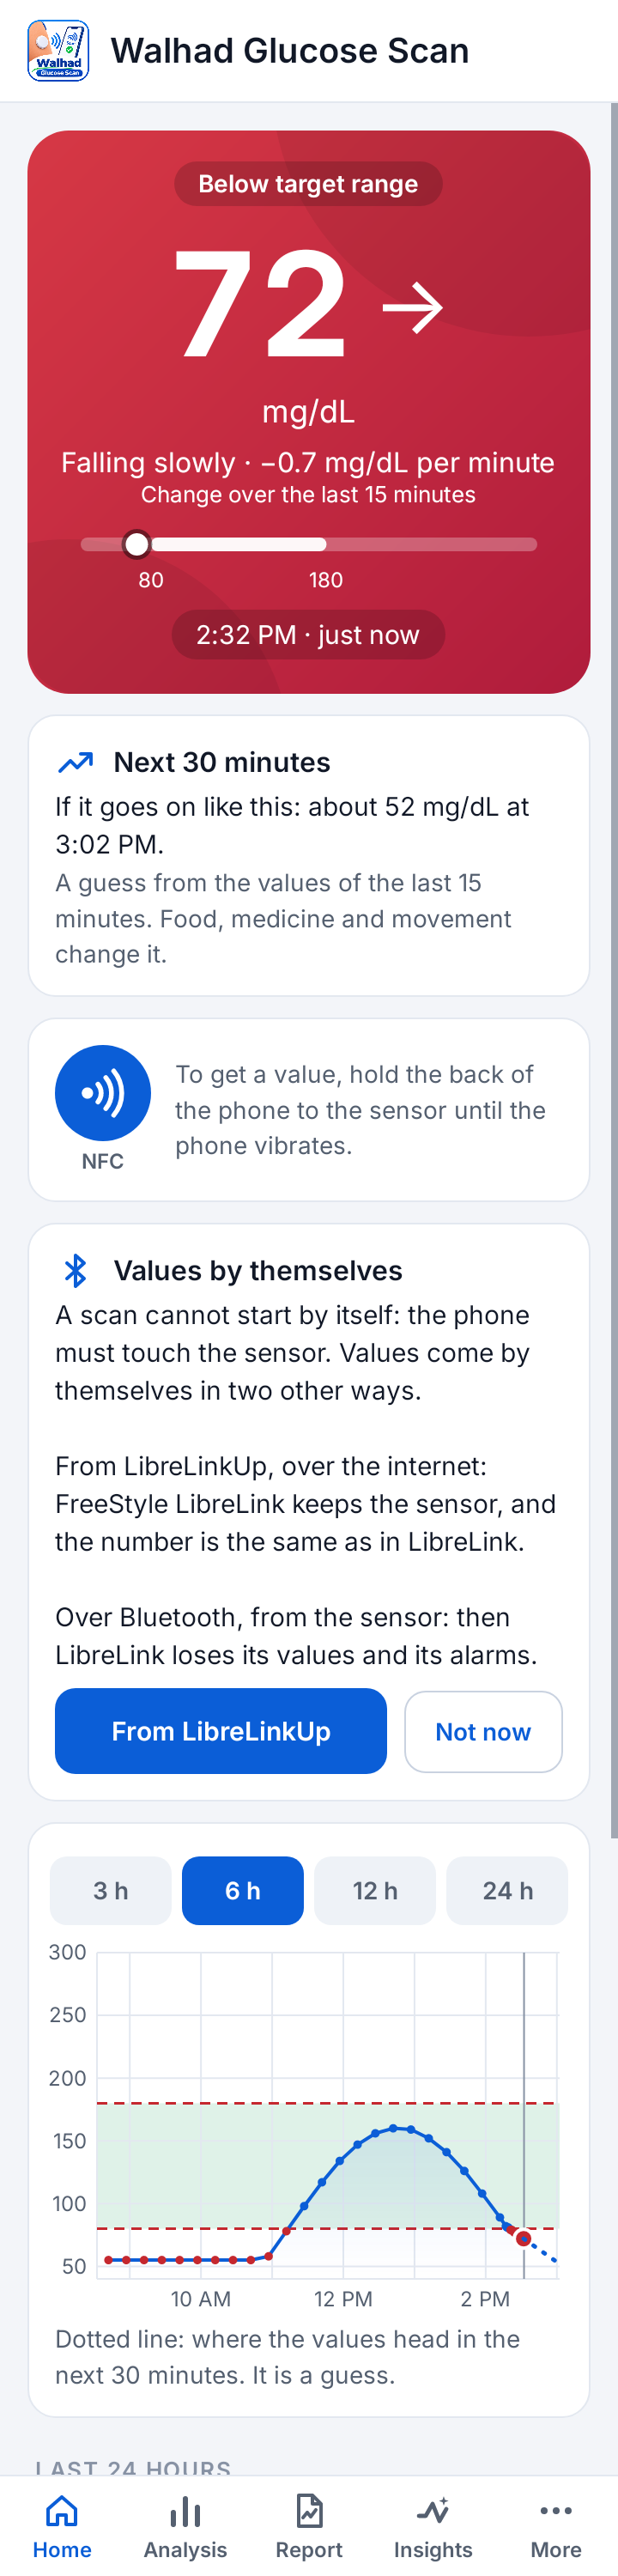 Walhad
Glucose Scan
Walhad Glucose Scan
Below target range
72 →
mg/dL
Falling slowly · −0.7 mg/dL per minute
Change over the last 15 minutes
80 180
2:32 PM · just now
Next 30 minutes
If it goes on like this: about 52 mg/dL at
3:02 PM.
A guess from the values of the last 15
minutes. Food, medicine and movement
change it.
To get a value, hold the back of
the phone to the sensor until the
phone vibrates.
NFC
Values by themselves
A scan cannot start by itself: the phone
must touch the sensor. Values come by
themselves in two other ways.
From LibreLinkUp, over the internet:
FreeStyle LibreLink keeps the sensor, and
the number is the same as in LibreLink.
Over Bluetooth, from the sensor: then
LibreLink loses its values and its alarms.
From LibreLinkUp Not now
3 h 6 h 12 h 24 h
300
250
200
150
100
50
10 AM 12 PM 2 PM
Dotted line: where the values head in the
next 30 minutes. It is a guess.
LAST 24 HOURS
Home Analysis Report Insights More